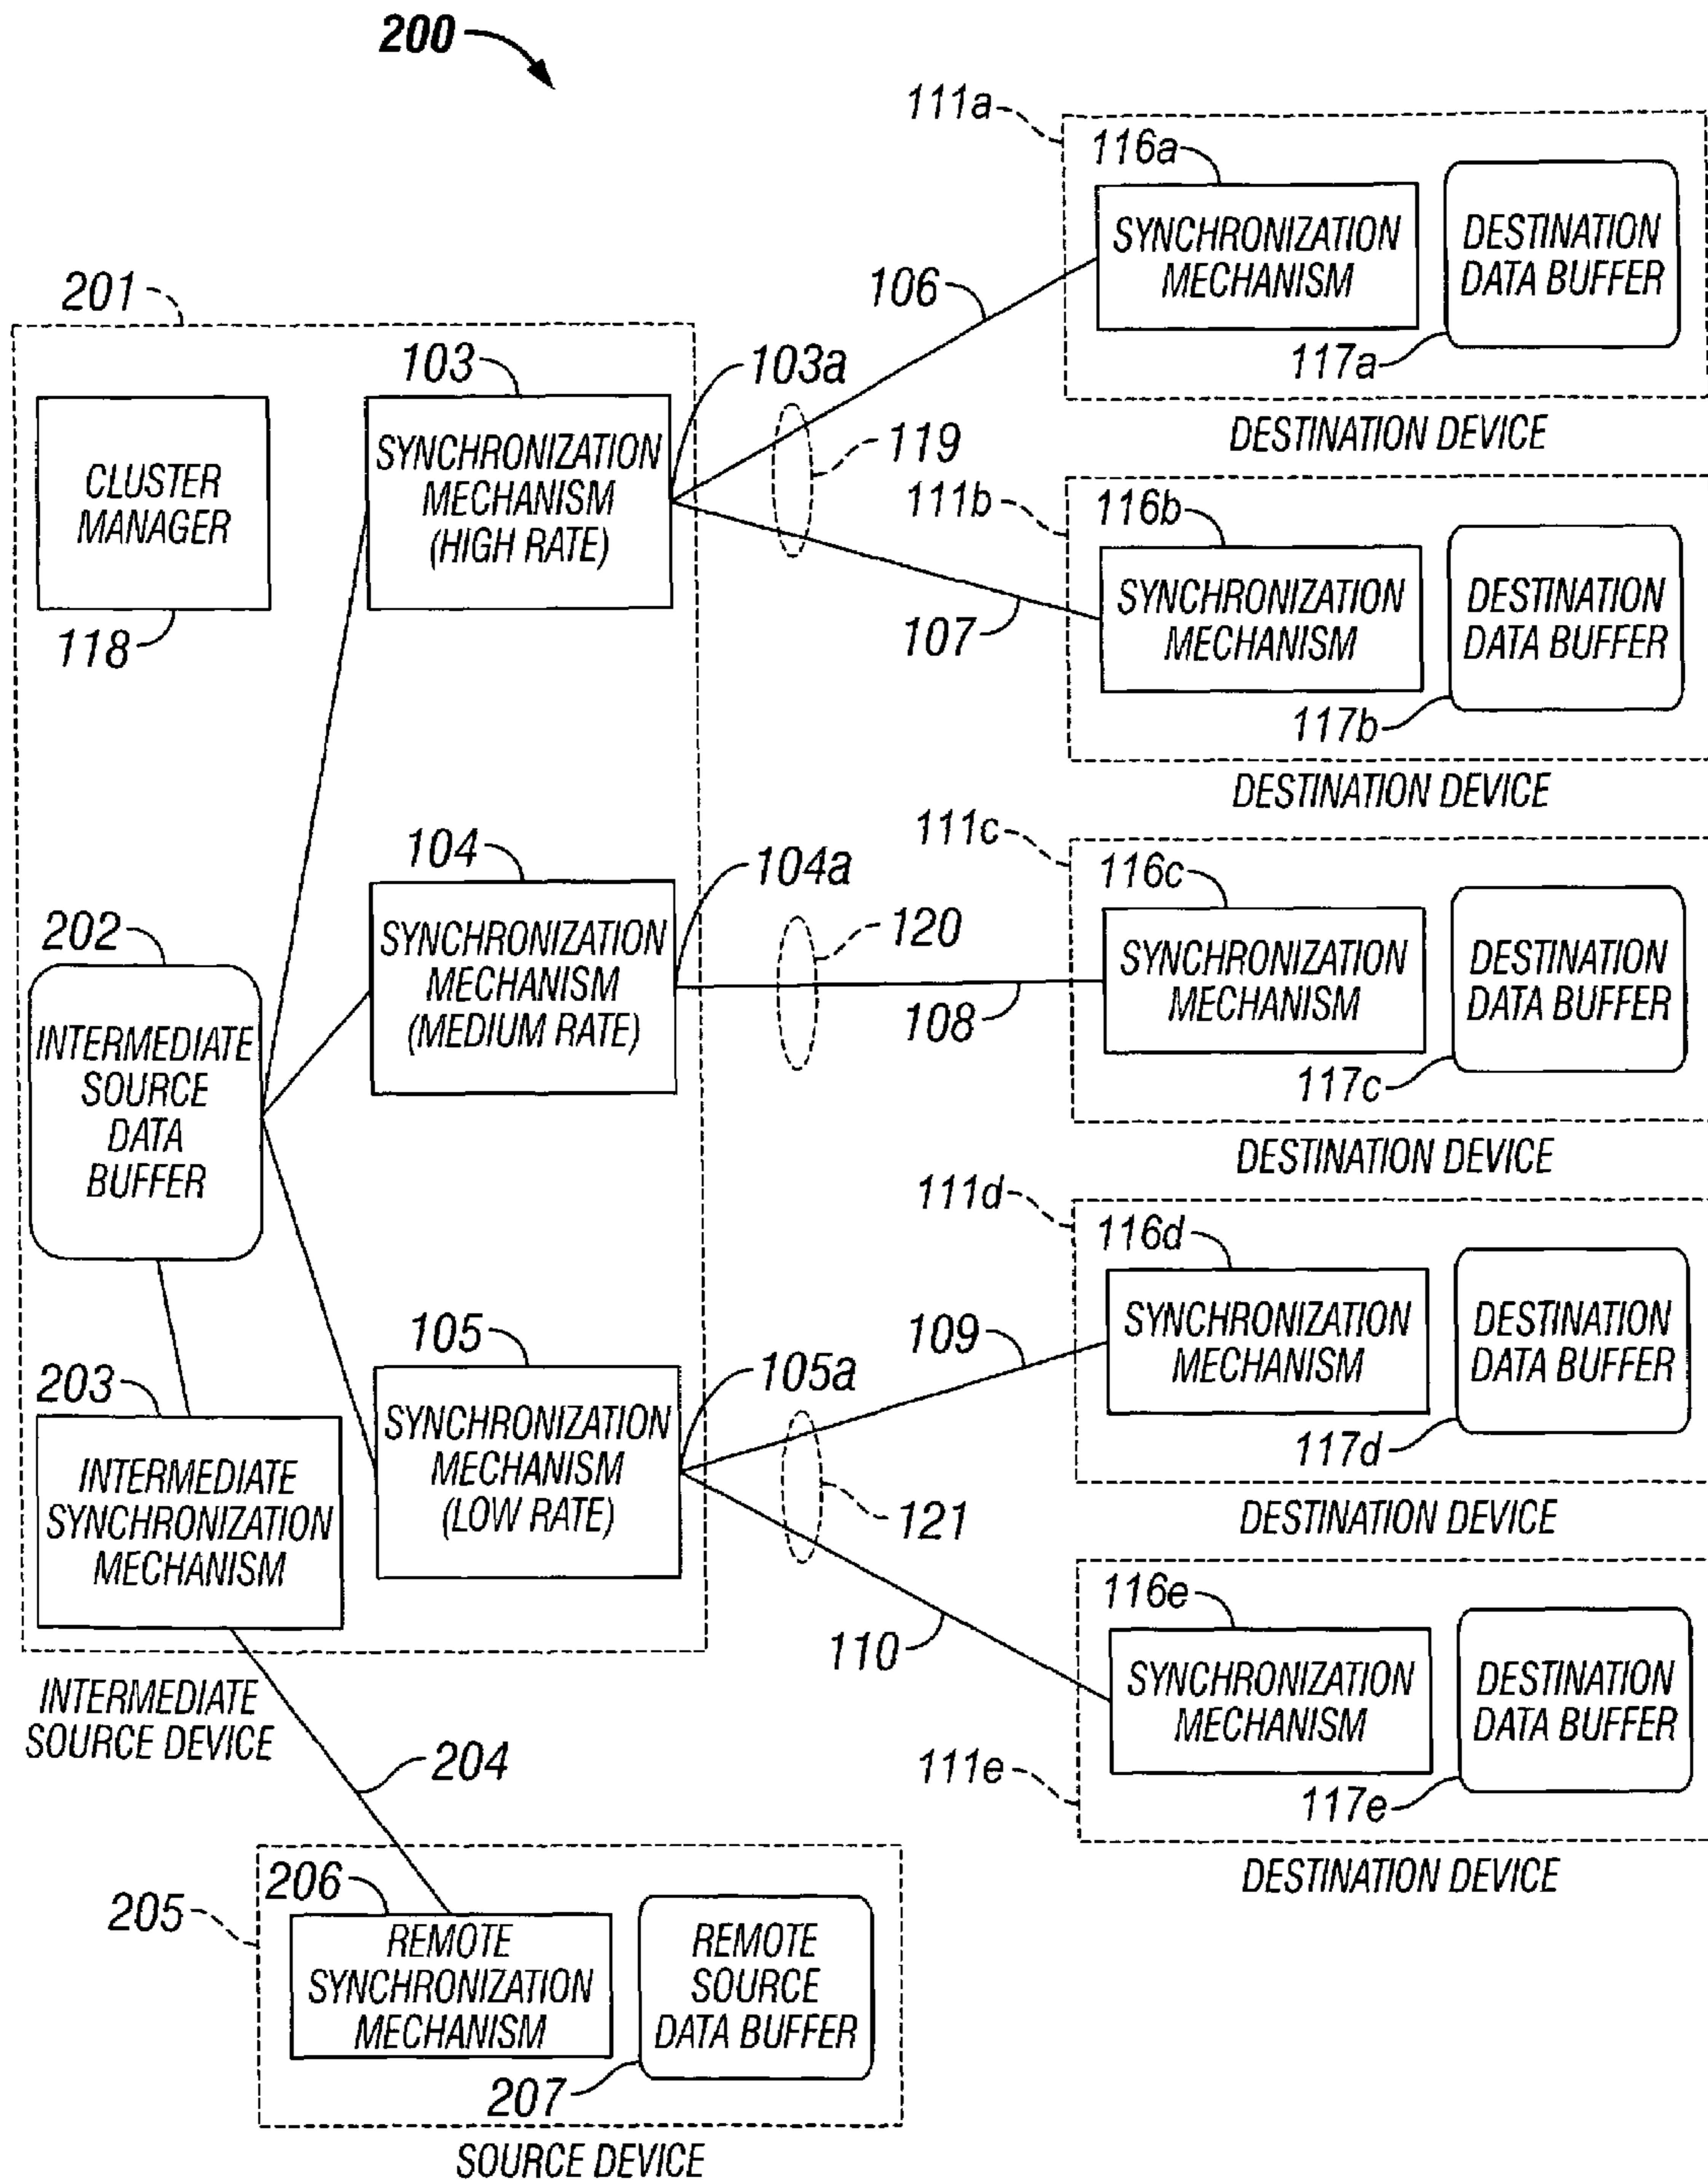 200
111a
116a
SYNCHRONIZATION
MECHANISM
DESTINATION
DATA BUFFER
117a
DESTINATION DEVICE
106
201
103
103a
119
CLUSTER
MANAGER
118
SYNCHRONIZATION
MECHANISM
(HIGH RATE)
111b
116b
SYNCHRONIZATION
MECHANISM
DESTINATION
DATA BUFFER
107
117b
DESTINATION DEVICE
104
104a
120
111c
116c
SYNCHRONIZATION
MECHANISM
DESTINATION
DATA BUFFER
202
SYNCHRONIZATION
MECHANISM
(MEDIUM RATE)
108
117c
DESTINATION DEVICE
INTERMEDIATE
SOURCE
DATA
BUFFER
111d
116d
SYNCHRONIZATION
MECHANISM
DESTINATION
DATA BUFFER
105
105a
109
117d
DESTINATION DEVICE
203
INTERMEDIATE
SYNCHRONIZATION
MECHANISM
SYNCHRONIZATION
MECHANISM
(LOW RATE)
121
110
116e
SYNCHRONIZATION
MECHANISM
DESTINATION
DATA BUFFER
111e
117e
DESTINATION DEVICE
INTERMEDIATE
SOURCE DEVICE
204
205
206
REMOTE
SYNCHRONIZATION
MECHANISM
REMOTE
SOURCE
DATA BUFFER
207
SOURCE DEVICE